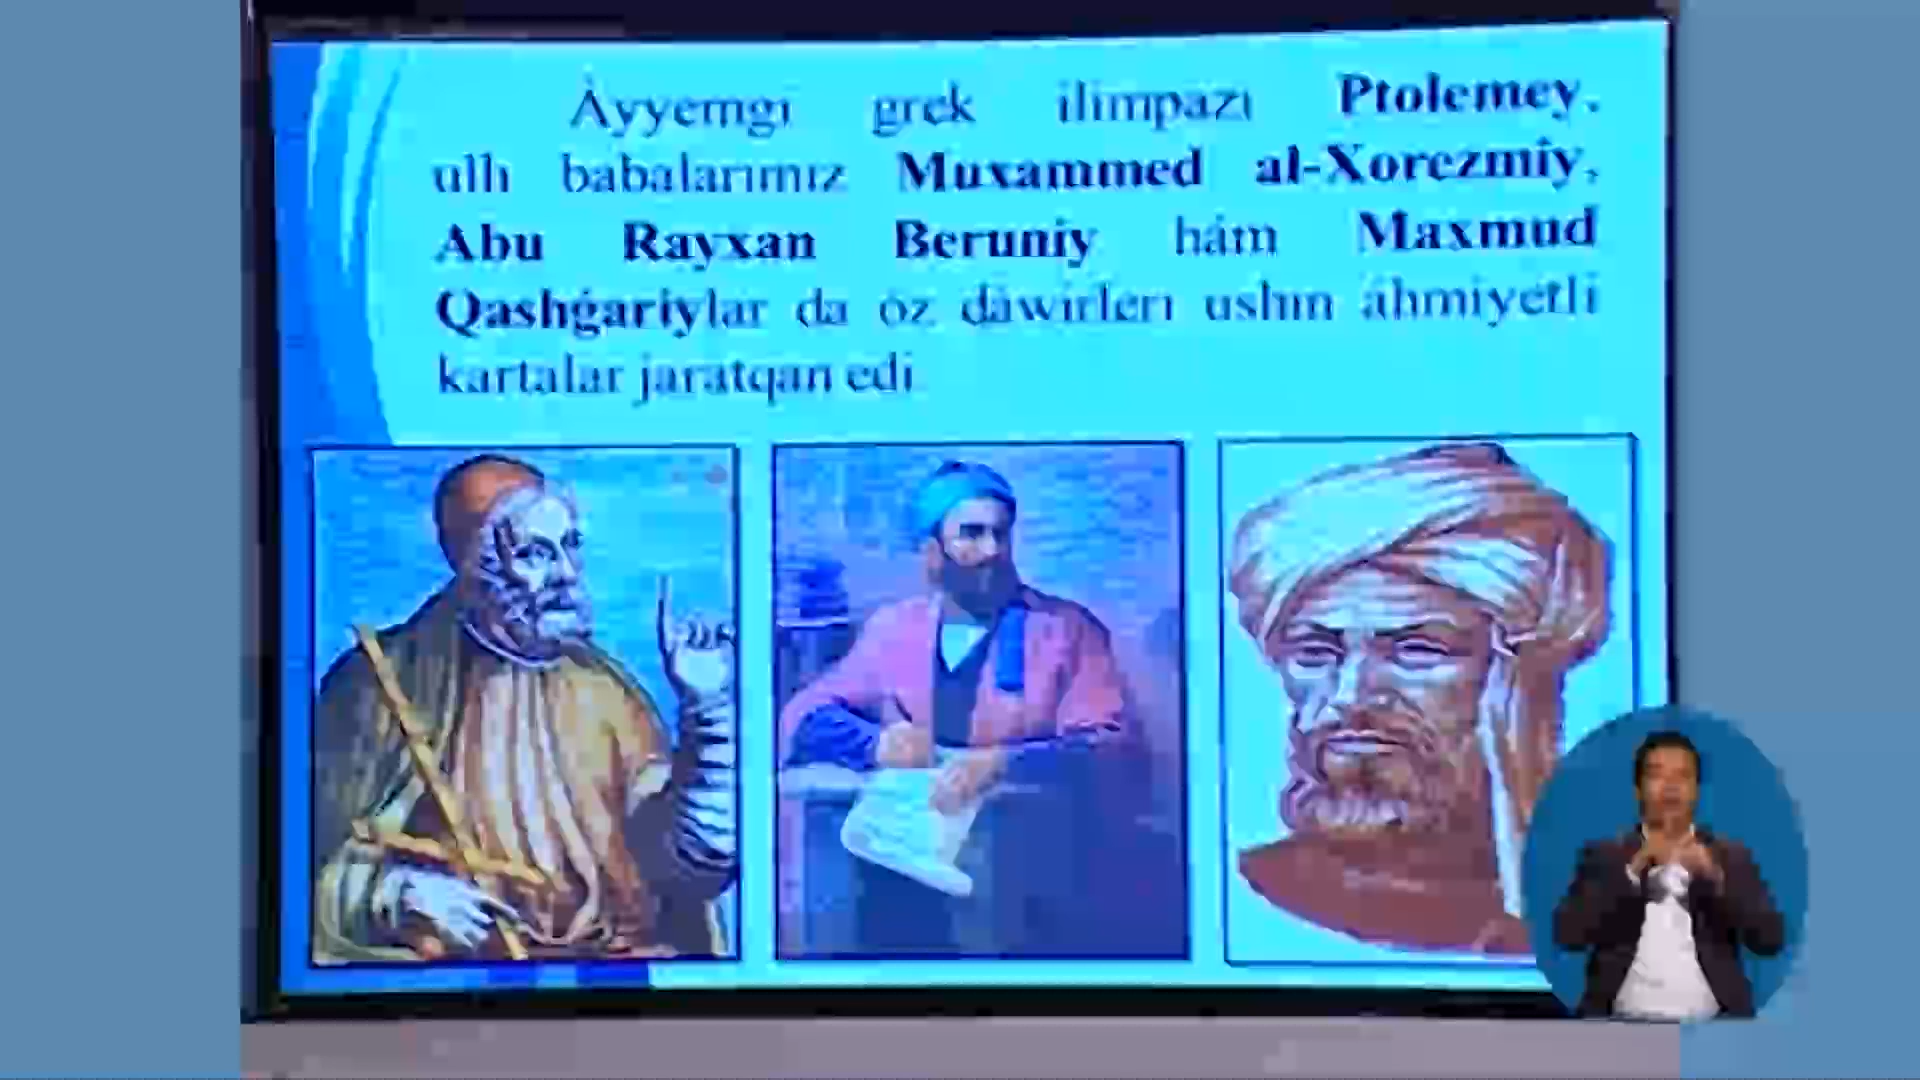 Áyyemgi grek ilimpazı Ptolemey,
ullı babalarımız Muxammed al-Xorezmiy,
Abu Rayxan Beruniy hám Maxmud
Qashǵariylar da óz dáwirleri ushın áhmiyetli
kartalar jaratqan edi